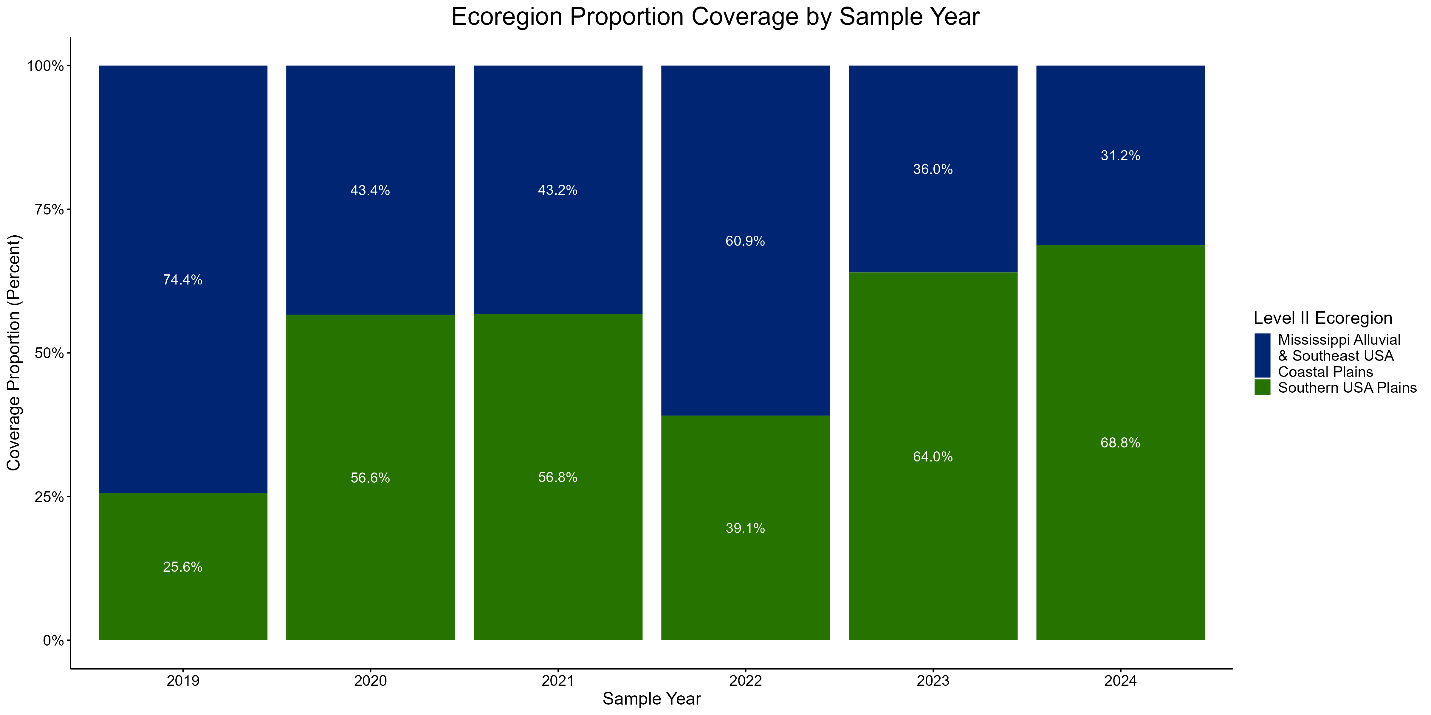 Ecoregion Proportion Coverage by Sample Year
Coverage Proportion (Percent)
100%
75%
50%
25%
0%
74.4%
25.6%
43.4%
56.6%
43.2%
56.8%
60.9%
39.1%
36.0%
64.0%
31.2%
68.8%
2019
2020
2021
2022
2023
2024
Sample Year
Level II Ecoregion
Mississippi Alluvial
& Southeast USA
Coastal Plains
Southern USA Plains